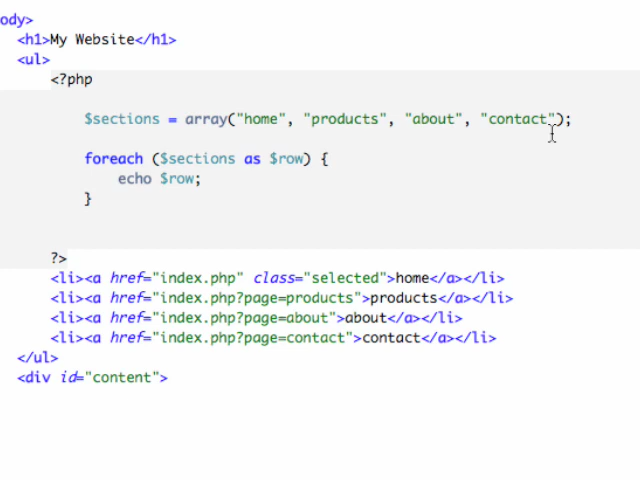 ody>
<h1>My Website</h1>
<ul>
<?php
$sections = array("home", "products", "about", "contact");
foreach ($sections as $row) {
echo $row;
}
?>
<li><a href="index.php" class="selected">home</a></li>
<li><a href="index.php?page=products">products</a></li>
<li><a href="index.php?page=about">about</a></li>
<li><a href="index.php?page=contact">contact</a></li>
</ul>
<div id="content">